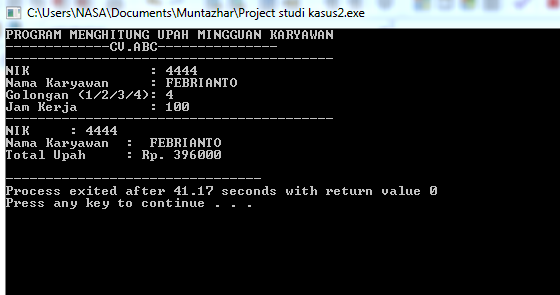 C:\Users\NASA\Documents\Muntazhar\Project studi kasus2.exe
PROGRAM MENGHITUNG UPAH MINGGUAN KARYAWAN
-------------CV.ABC---------------
-----------------------------------------
NIK               : 4444
Nama Karyawan     : FEBRIANTO
Golongan (1/2/3/4): 4
Jam Kerja         : 100
-----------------------------------------
NIK     : 4444
Nama Karyawan  :  FEBRIANTO
Total Upah     : Rp. 396000
--------------------------------
Process exited after 41.17 seconds with return value 0
Press any key to continue . . .